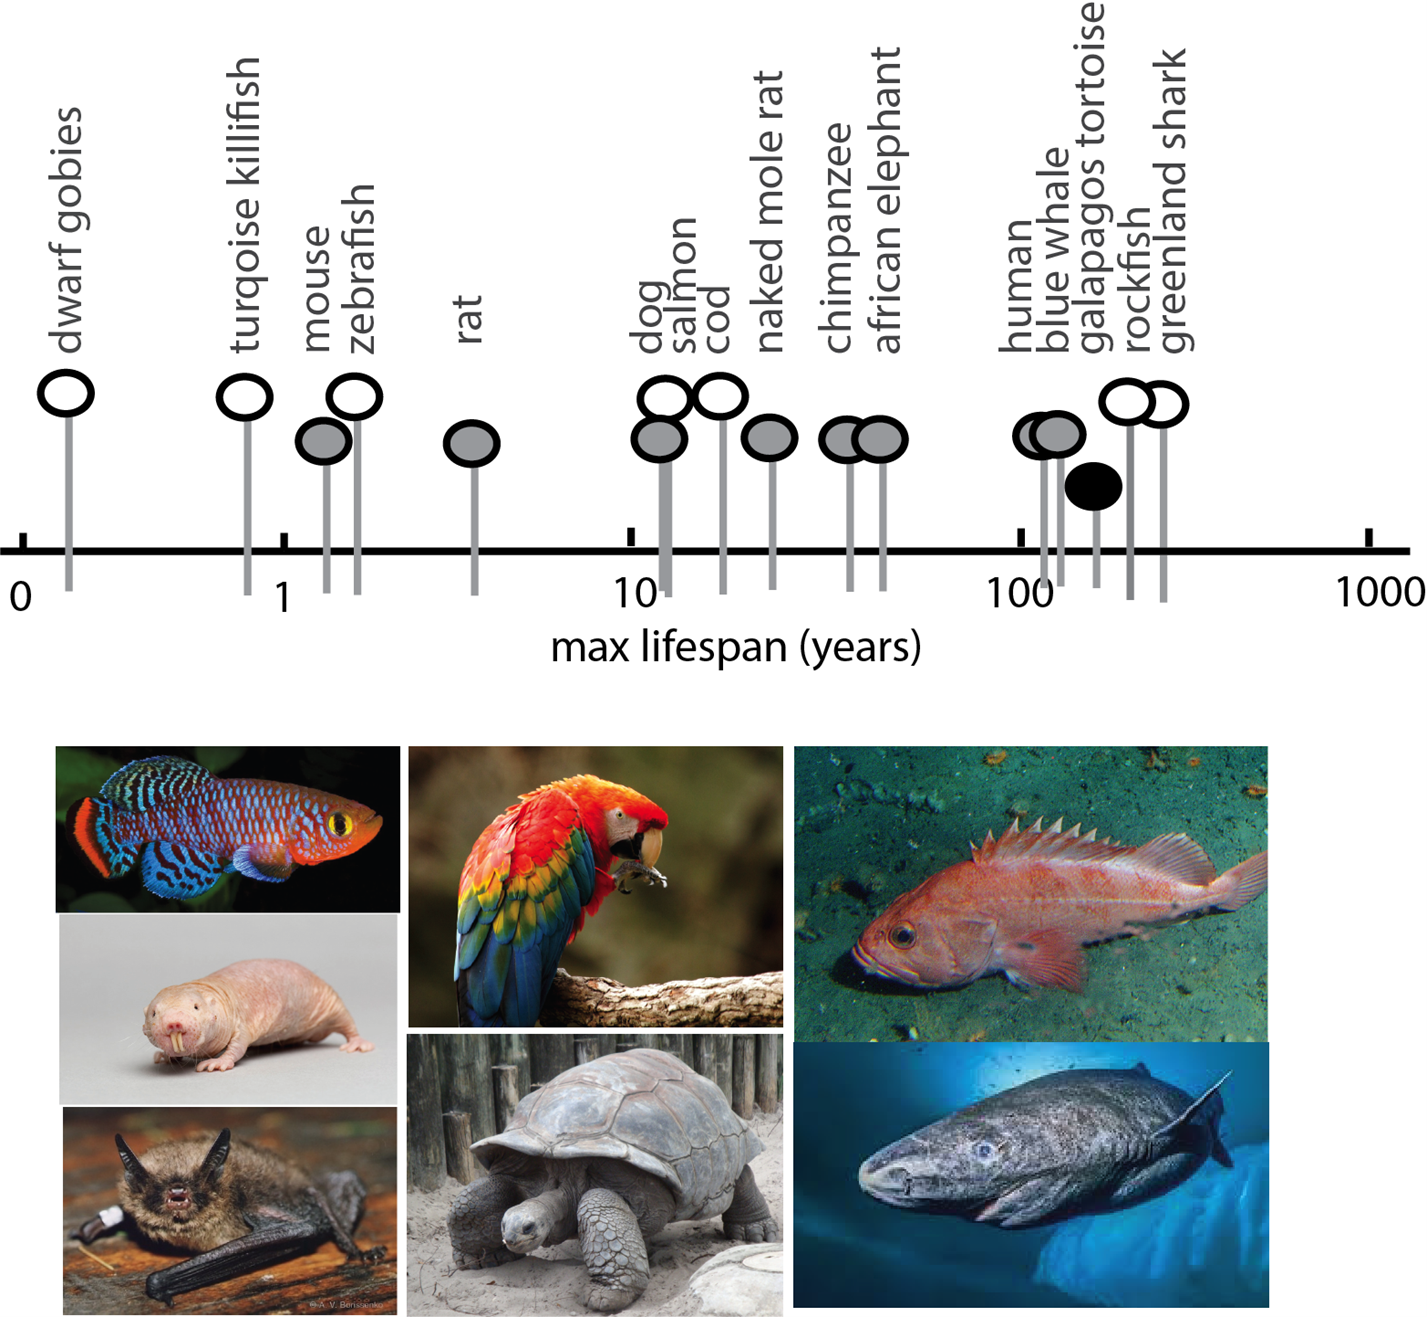 dwarf gobies
turqoise killifish
mouse
zebrafish
rat
dog
salmon
cod
naked mole rat
chimpanzee
african elephant
human
blue whale
galapagos tortoise
rockfish
greenland shark
0
1
10
100
1000
max lifespan (years)
© A. V. Borisenko